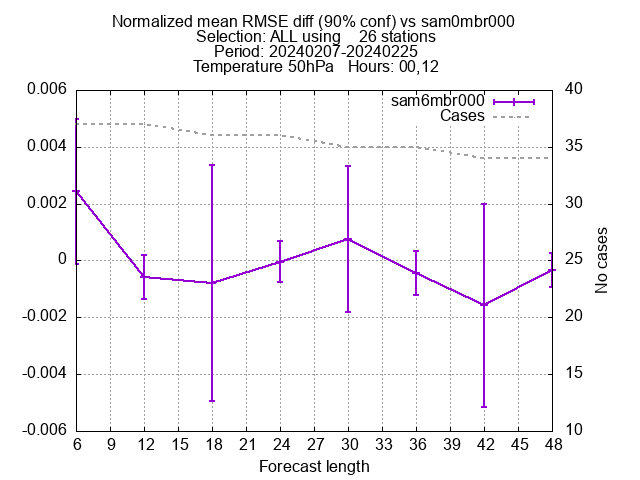 Normalized mean RMSE diff (90% conf) vs sam0mbr000
Selection: ALL using    26 stations
Period: 20240207-20240225
Temperature 50hPa   Hours: 00,12
sam6mbr000
Cases
0.006
0.004
0.002
0
-0.002
-0.004
-0.006
40
35
30
25
20
15
10
No cases
6 9 12 15 18 21 24 27 30 33 36 39 42 45 48
Forecast length